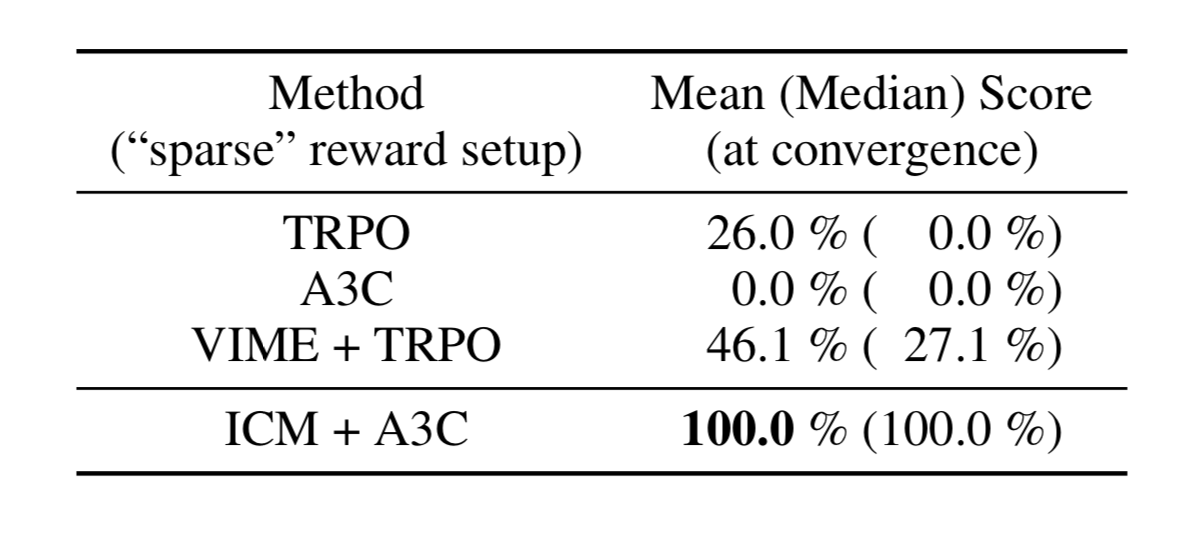 Method Mean (Median) Score
(“sparse” reward setup) (at convergence)
TRPO 26.0 % ( 0.0 %)
A3C 0.0 % ( 0.0 %)
VIME + TRPO 46.1 % ( 27.1 %)
ICM + A3C 100.0 % (100.0 %)